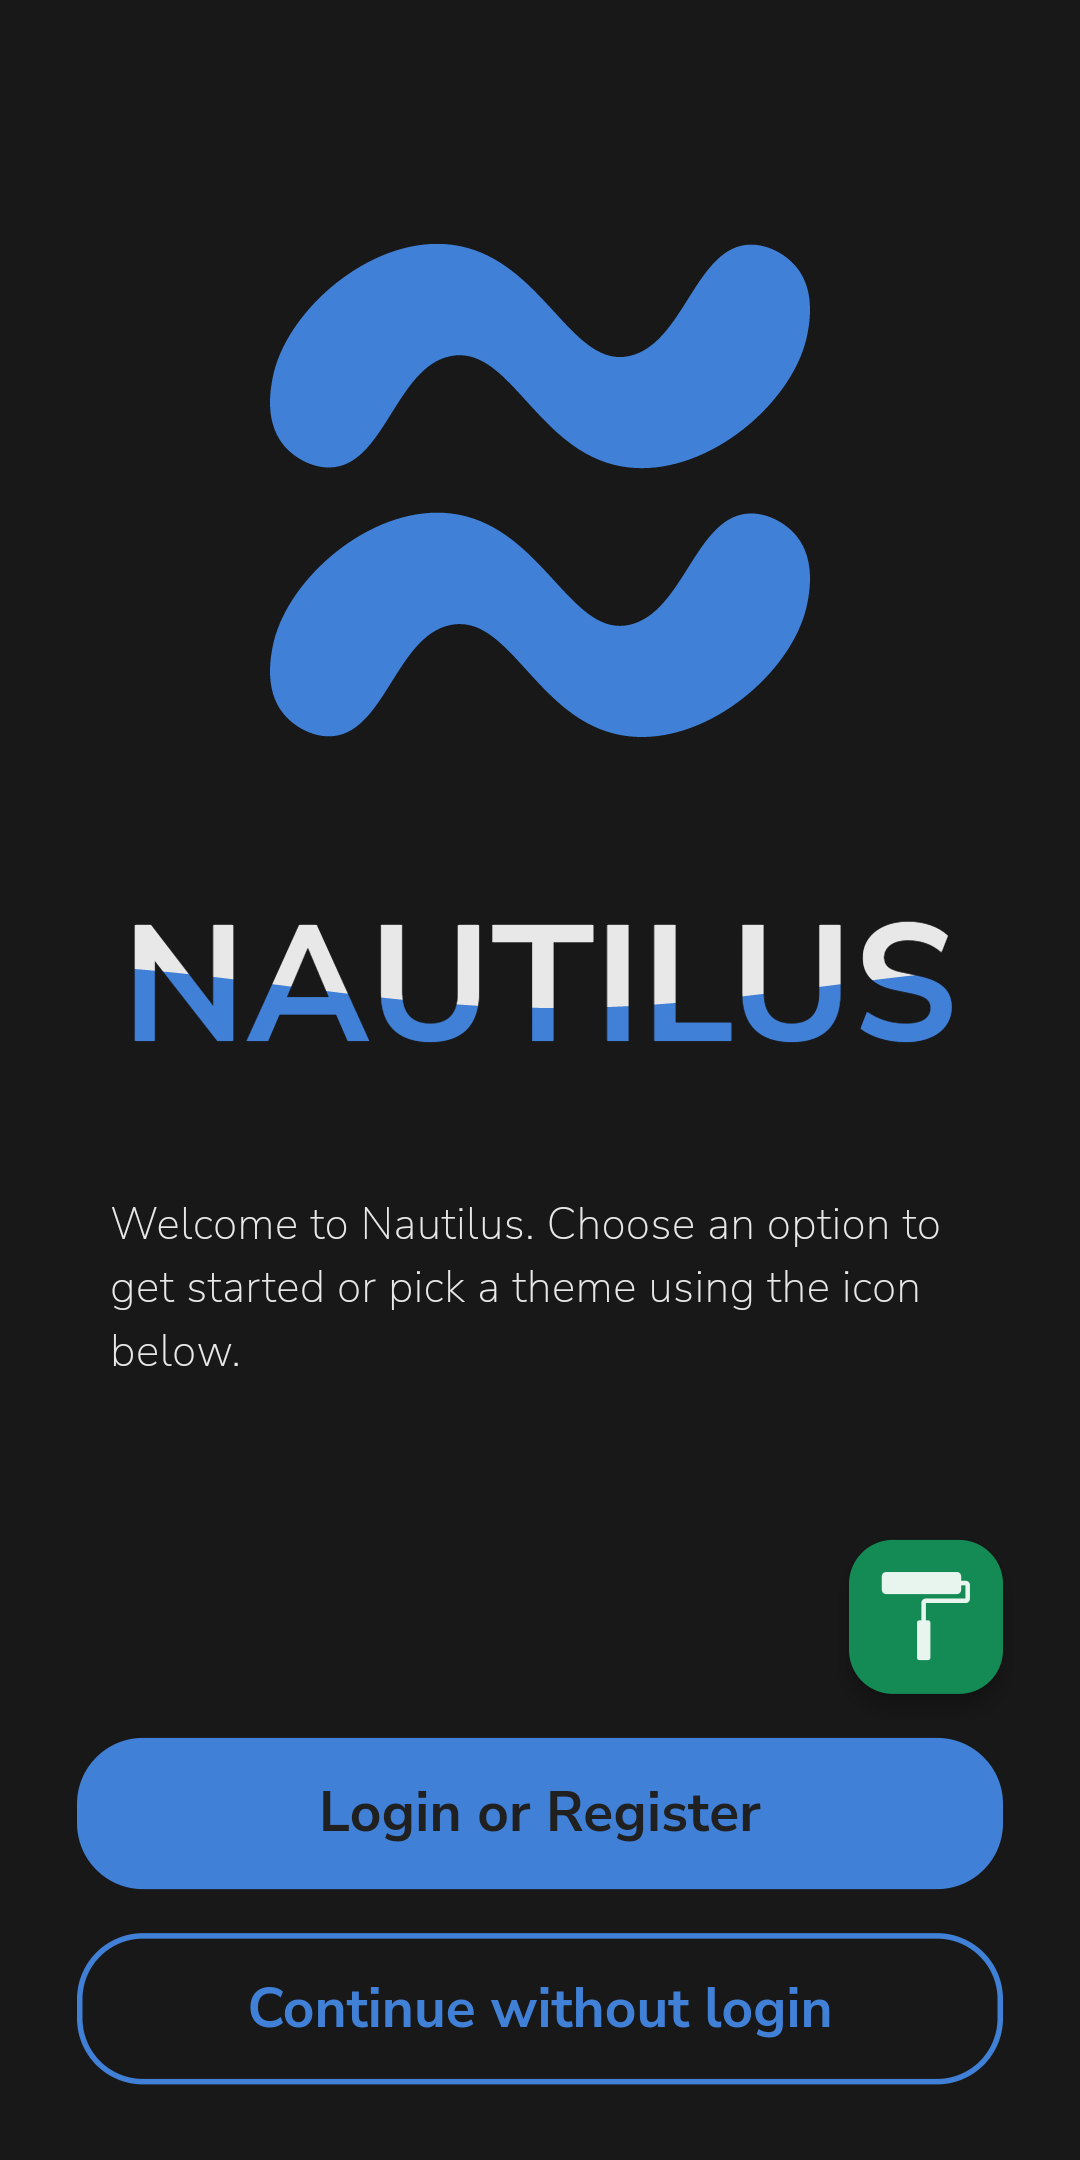 NAUTILUS
Welcome to Nautilus. Choose an option to
get started or pick a theme using the icon
below.
Login or Register
Continue without login